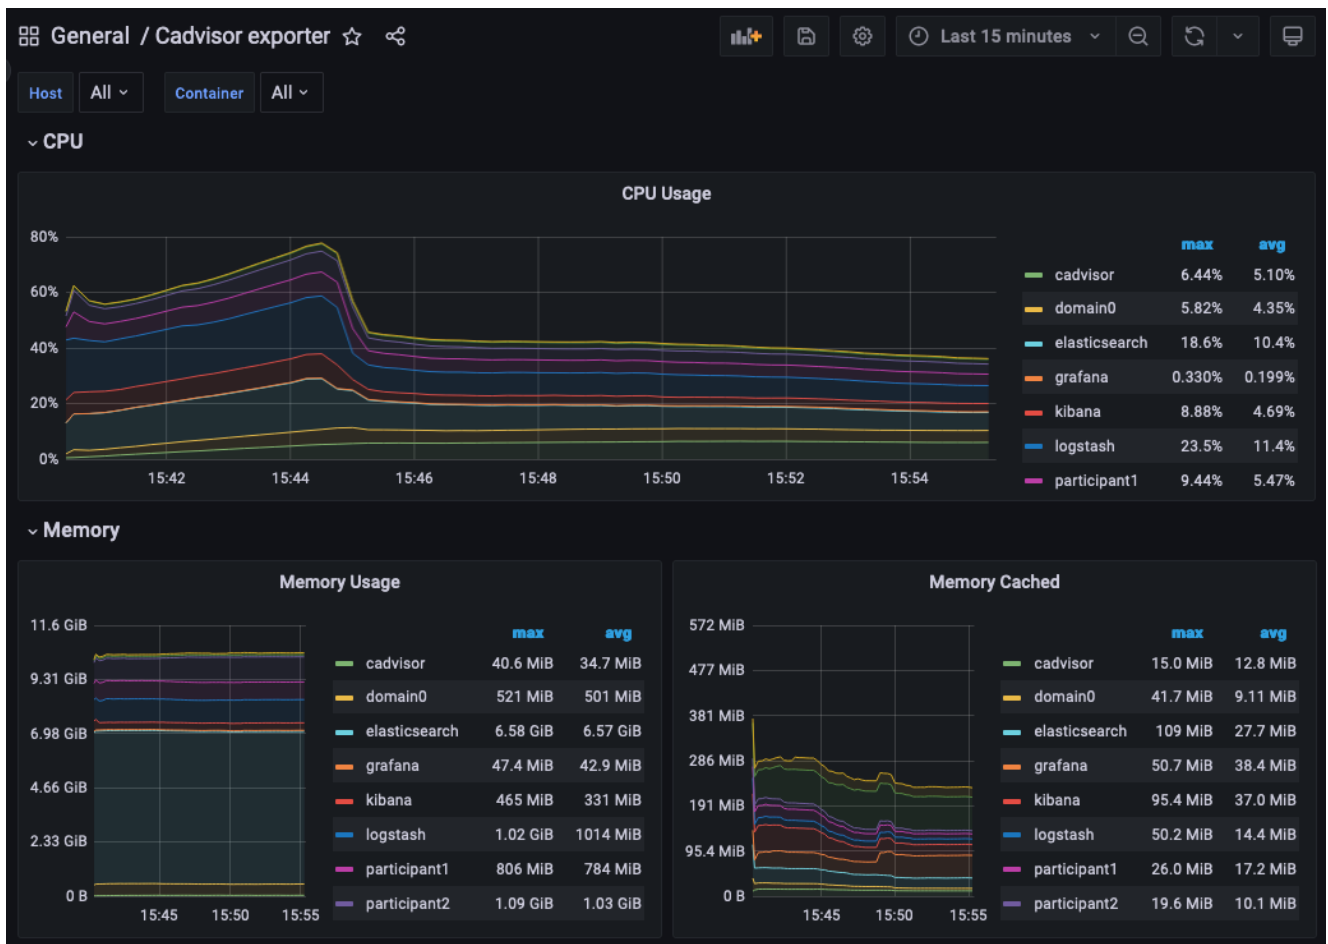 General / Cadvisor exporter
Last 15 minutes
Host All Container All
CPU
CPU Usage
80%
60%
40%
20%
0%
15:42 15:44 15:46 15:48 15:50 15:52 15:54
max avg
cadvisor 6.44% 5.10%
domain0 5.82% 4.35%
elasticsearch 18.6% 10.4%
grafana 0.330% 0.199%
kibana 8.88% 4.69%
logstash 23.5% 11.4%
participant1 9.44% 5.47%
Memory
Memory Usage
11.6 GiB
9.31 GiB
6.98 GiB
4.66 GiB
2.33 GiB
0 B
15:45 15:50 15:55
max avg
cadvisor 40.6 MiB 34.7 MiB
domain0 521 MiB 501 MiB
elasticsearch 6.58 GiB 6.57 GiB
grafana 47.4 MiB 42.9 MiB
kibana 465 MiB 331 MiB
logstash 1.02 GiB 1014 MiB
participant1 806 MiB 784 MiB
participant2 1.09 GiB 1.03 GiB
Memory Cached
572 MiB
477 MiB
381 MiB
286 MiB
191 MiB
95.4 MiB
0 B
15:45 15:50 15:55
max avg
cadvisor 15.0 MiB 12.8 MiB
domain0 41.7 MiB 9.11 MiB
elasticsearch 109 MiB 27.7 MiB
grafana 50.7 MiB 38.4 MiB
kibana 95.4 MiB 37.0 MiB
logstash 50.2 MiB 14.4 MiB
participant1 26.0 MiB 17.2 MiB
participant2 19.6 MiB 10.1 MiB